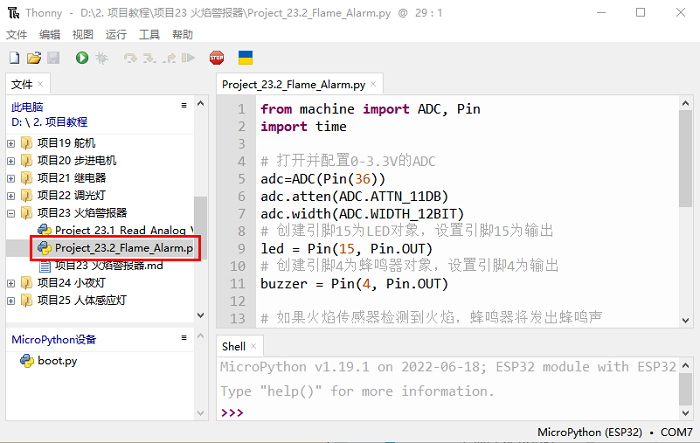 Thonny - D:\2. 项目教程\项目23 火焰警报器\Project_23.2_Flame_Alarm.py @ 29 : 1
文件 编辑 视图 运行 工具 帮助
STOP
文件
此电脑
D: \ 2. 项目教程
项目19 舵机
项目20 步进电机
项目21 继电器
项目22 调光灯
项目23 火焰警报器
Project_23.1_Read_Analog_V
Project_23.2_Flame_Alarm.p
项目23 火焰警报器.md
项目24 小夜灯
项目25 人体感应灯
MicroPython设备
boot.py
Project_23.2_Flame_Alarm.py
1 from machine import ADC, Pin
2 import time
3
4 # 打开并配置0-3.3V的ADC
5 adc=ADC(Pin(36))
6 adc.atten(ADC.ATTN_11DB)
7 adc.width(ADC.WIDTH_12BIT)
8 # 创建引脚15为LED对象，设置引脚15为输出
9 led = Pin(15, Pin.OUT)
10 # 创建引脚4为蜂鸣器对象，设置引脚4为输出
11 buzzer = Pin(4, Pin.OUT)
12
13 # 如果火焰传感器检测到火焰，蜂鸣器将发出蜂鸣声
Shell
MicroPython v1.19.1 on 2022-06-18; ESP32 module with ESP32
Type "help()" for more information.
>>>
MicroPython (ESP32) • COM7